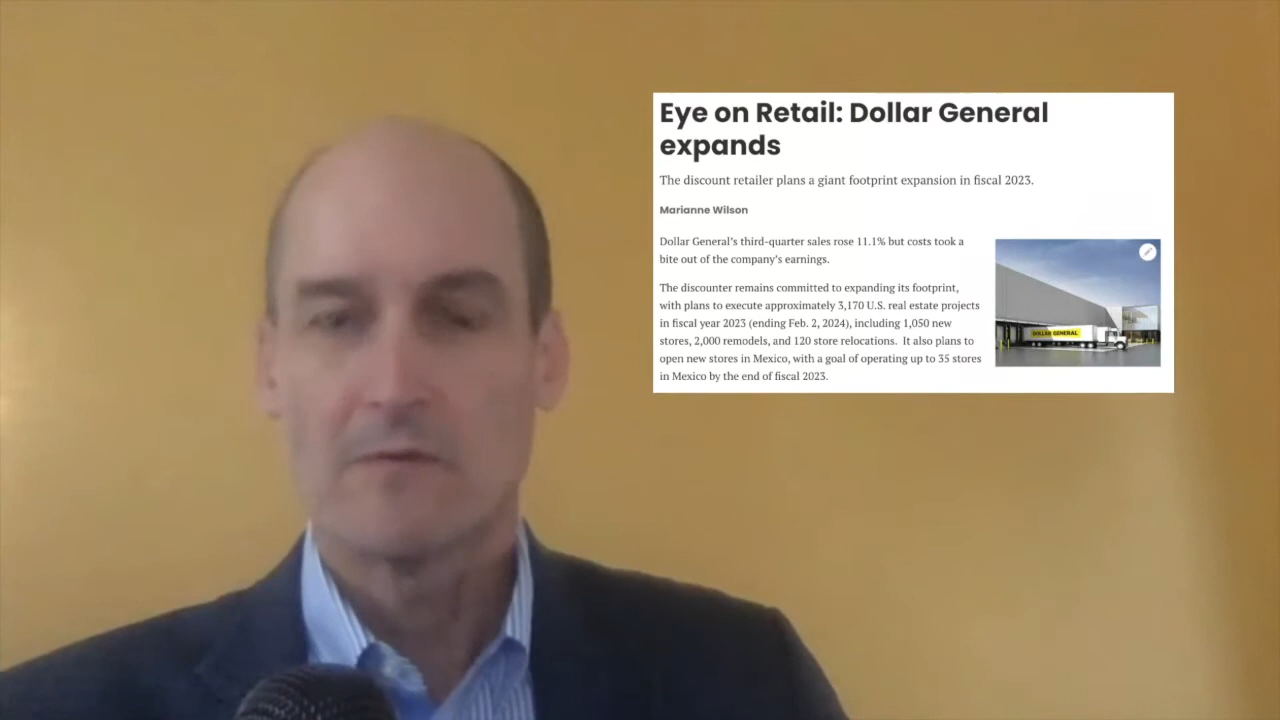 Eye on Retail: Dollar General
expands
The discount retailer plans a giant footprint expansion in fiscal 2023.
Marianne Wilson
Dollar General’s third-quarter sales rose 11.1% but costs took a
bite out of the company’s earnings.
The discounter remains committed to expanding its footprint,
with plans to execute approximately 3,170 U.S. real estate projects
in fiscal year 2023 (ending Feb. 2, 2024), including 1,050 new
stores, 2,000 remodels, and 120 store relocations. It also plans to
open new stores in Mexico, with a goal of operating up to 35 stores
in Mexico by the end of fiscal 2023.
DOLLAR GENERAL